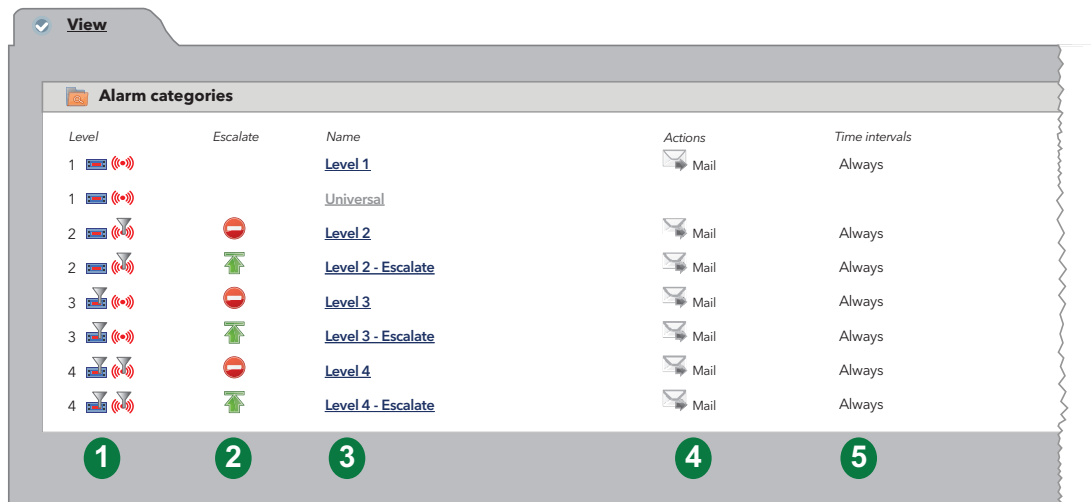 View
Alarm categories
Level Escalate Name Actions Time intervals
1 Level 1 Mail Always
1 Universal
2 Level 2 Mail Always
2 Level 2 - Escalate Mail Always
3 Level 3 Mail Always
3 Level 3 - Escalate Mail Always
4 Level 4 Mail Always
4 Level 4 - Escalate Mail Always
1 2 3 4 5